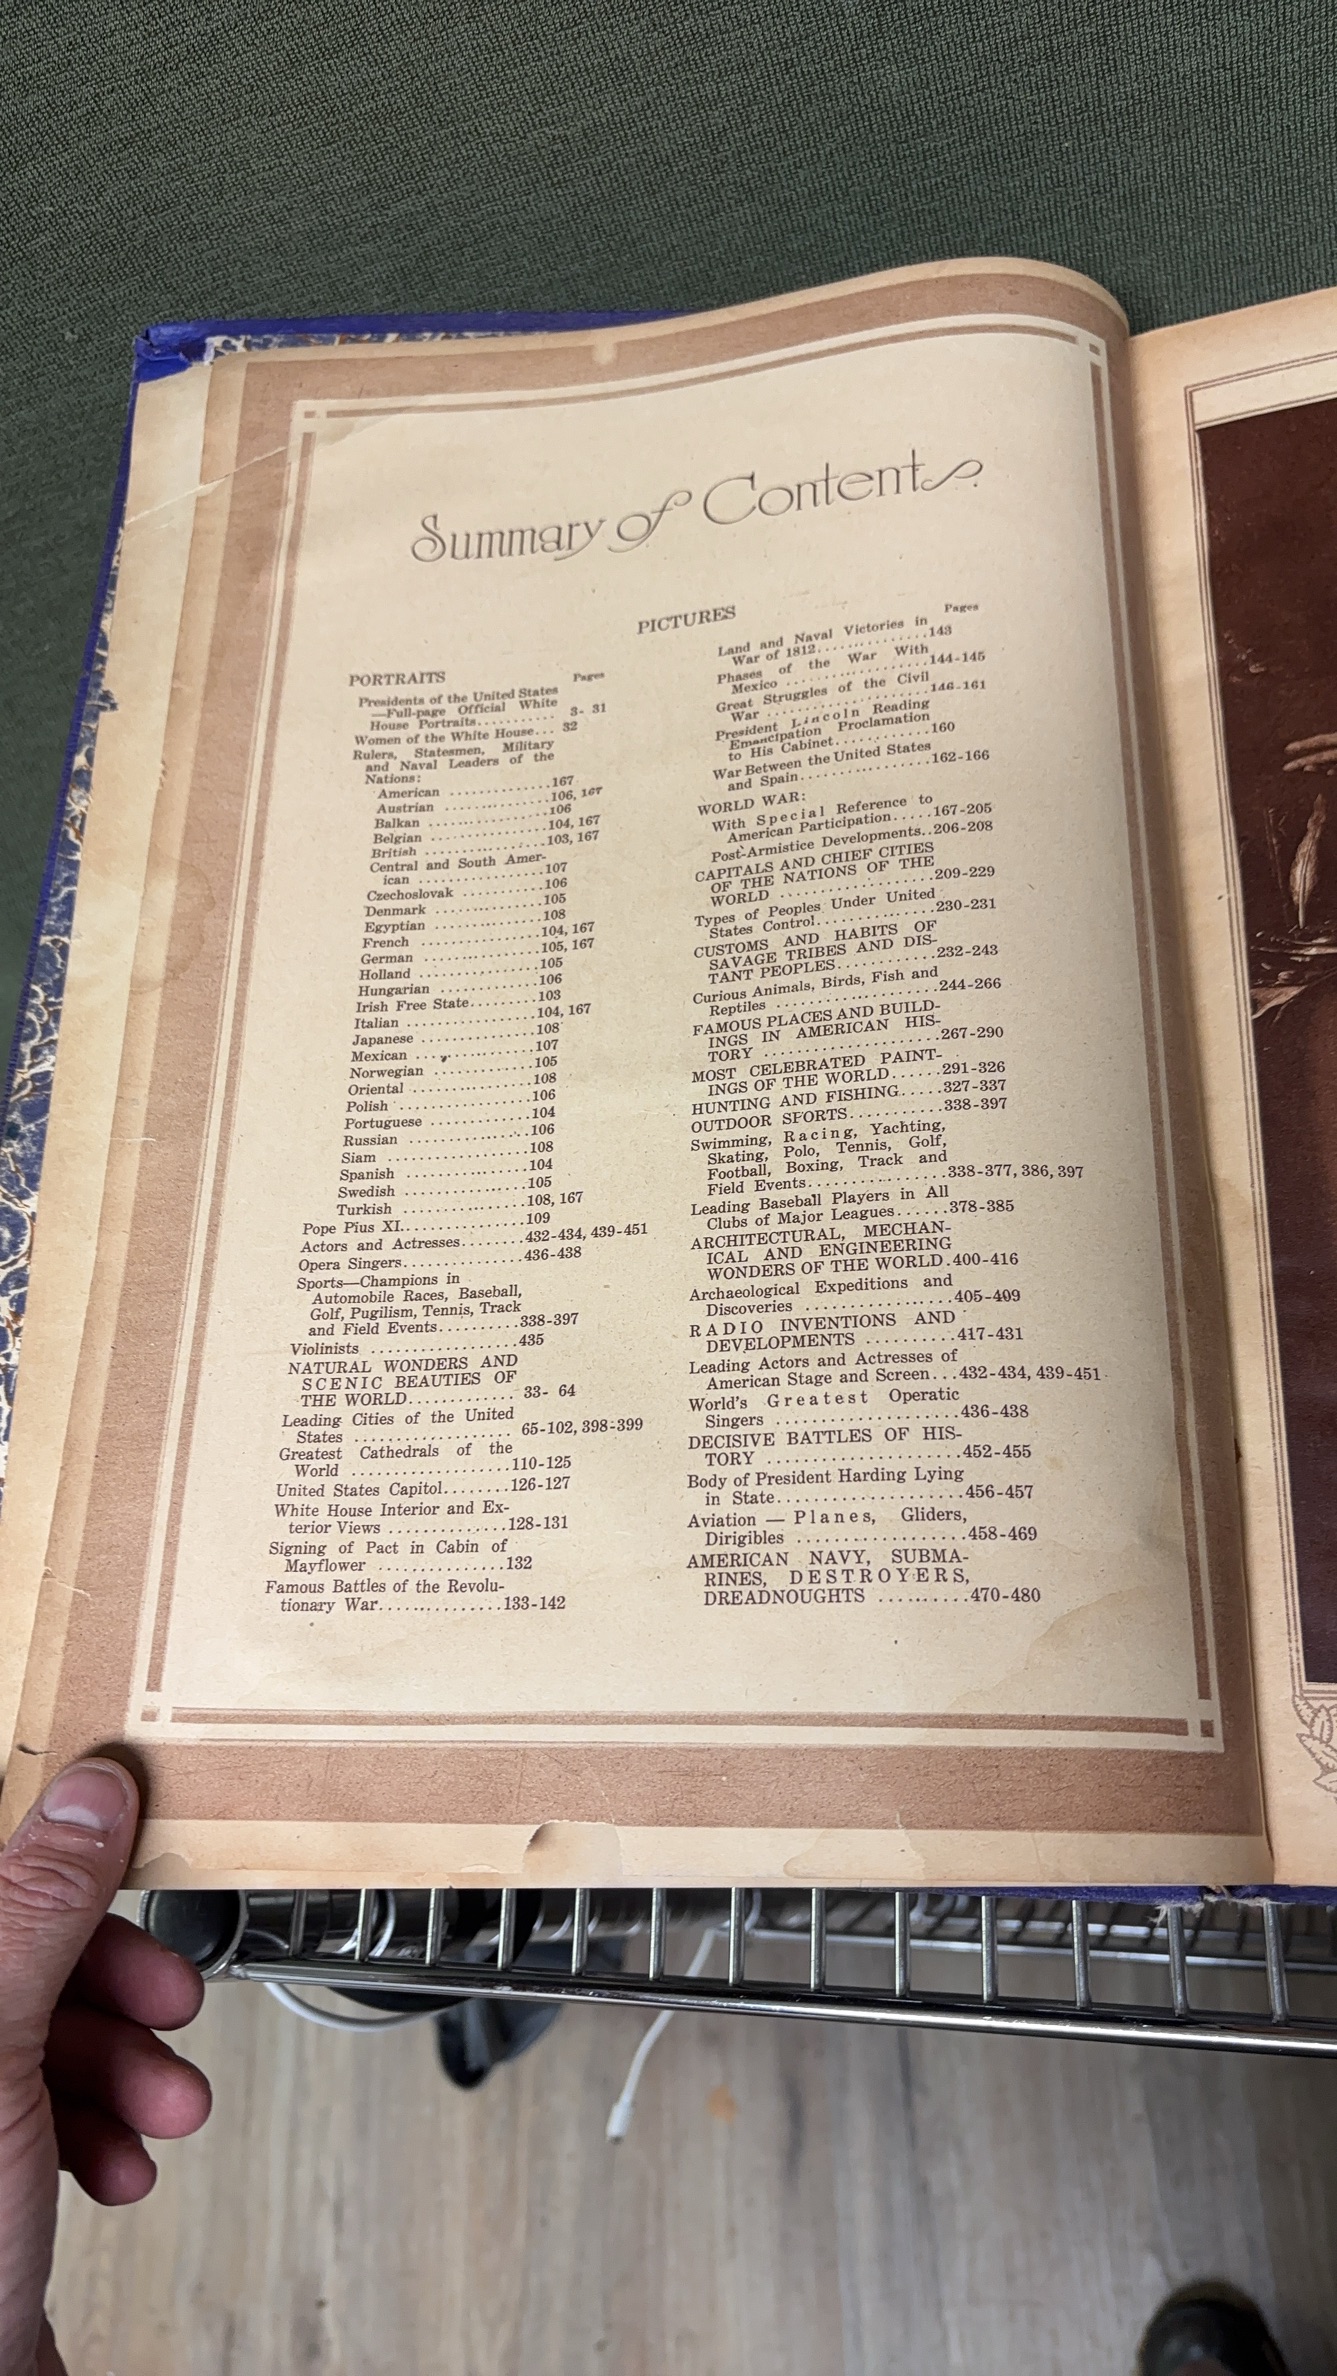 Summary of Contents
PICTURES
PORTRAITS Pages
Presidents of the United States
—Full-page Official White
House Portraits........... 3- 31
Women of the White House... 32
Rulers, Statesmen, Military
and Naval Leaders of the
Nations:
American ..............167
Austrian ..............106, 167
Balkan ................106
Belgian ...............104, 167
British ................103, 167
Central and South Amer-
ican ..................107
Czechoslovak ...........106
Denmark ...............105
Egyptian ...............108
French .................104, 167
German ................105, 167
Holland ................105
Hungarian .............106
Irish Free State.........103
Italian .................104, 167
Japanese ...............108
Mexican ...............107
Norwegian .............105
Oriental ...............108
Polish .................106
Portuguese .............104
Russian ................106
Siam ...................108
Spanish ................104
Swedish ................105
Turkish ................108, 167
Pope Pius XI................109
Actors and Actresses........432-434, 439-451
Opera Singers...............436-438
Sports—Champions in
Automobile Races, Baseball,
Golf, Pugilism, Tennis, Track
and Field Events..........338-397
Violinists ..................435
NATURAL WONDERS AND
SCENIC BEAUTIES OF
THE WORLD............. 33- 64
Leading Cities of the United
States ................... 65-102, 398-399
Greatest Cathedrals of the
World ...................110-125
United States Capitol........126-127
White House Interior and Ex-
terior Views ..............128-131
Signing of Pact in Cabin of
Mayflower ...............132
Famous Battles of the Revolu-
tionary War...............133-142
Pages
Land and Naval Victories in
War of 1812...............143
Phases of the War With
Mexico ..................144-145
Great Struggles of the Civil
War .....................146-161
President Lincoln Reading
Emancipation Proclamation
to His Cabinet............160
War Between the United States
and Spain................162-166
WORLD WAR:
With Special Reference to
American Participation.....167-205
Post-Armistice Developments..206-208
CAPITALS AND CHIEF CITIES
OF THE NATIONS OF THE
WORLD ...................209-229
Types of Peoples Under United
States Control..............230-231
CUSTOMS AND HABITS OF
SAVAGE TRIBES AND DIS-
TANT PEOPLES............232-243
Curious Animals, Birds, Fish and
Reptiles ...................244-266
FAMOUS PLACES AND BUILD-
INGS IN AMERICAN HIS-
TORY .....................267-290
MOST CELEBRATED PAINT-
INGS OF THE WORLD......291-326
HUNTING AND FISHING.....327-337
OUTDOOR SPORTS...........338-397
Swimming, Racing, Yachting,
Skating, Polo, Tennis, Golf,
Football, Boxing, Track and
Field Events................338-377, 386, 397
Leading Baseball Players in All
Clubs of Major Leagues......378-385
ARCHITECTURAL, MECHAN-
ICAL AND ENGINEERING
WONDERS OF THE WORLD.400-416
Archaeological Expeditions and
Discoveries .................405-409
RADIO INVENTIONS AND
DEVELOPMENTS ..........417-431
Leading Actors and Actresses of
American Stage and Screen...432-434, 439-451
World's Greatest Operatic
Singers .....................436-438
DECISIVE BATTLES OF HIS-
TORY ......................452-455
Body of President Harding Lying
in State.....................456-457
Aviation — Planes, Gliders,
Dirigibles ...................458-469
AMERICAN NAVY, SUBMA-
RINES, DESTROYERS,
DREADNOUGHTS ..........470-480